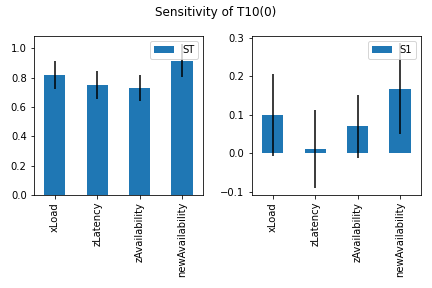 Sensitivity of T10(0)
ST
1.0
0.8
0.6
0.4
0.2
0.0
xLoad
zLatency
zAvailability
newAvailability
S1
0.3
0.2
0.1
0.0
−0.1
xLoad
zLatency
zAvailability
newAvailability